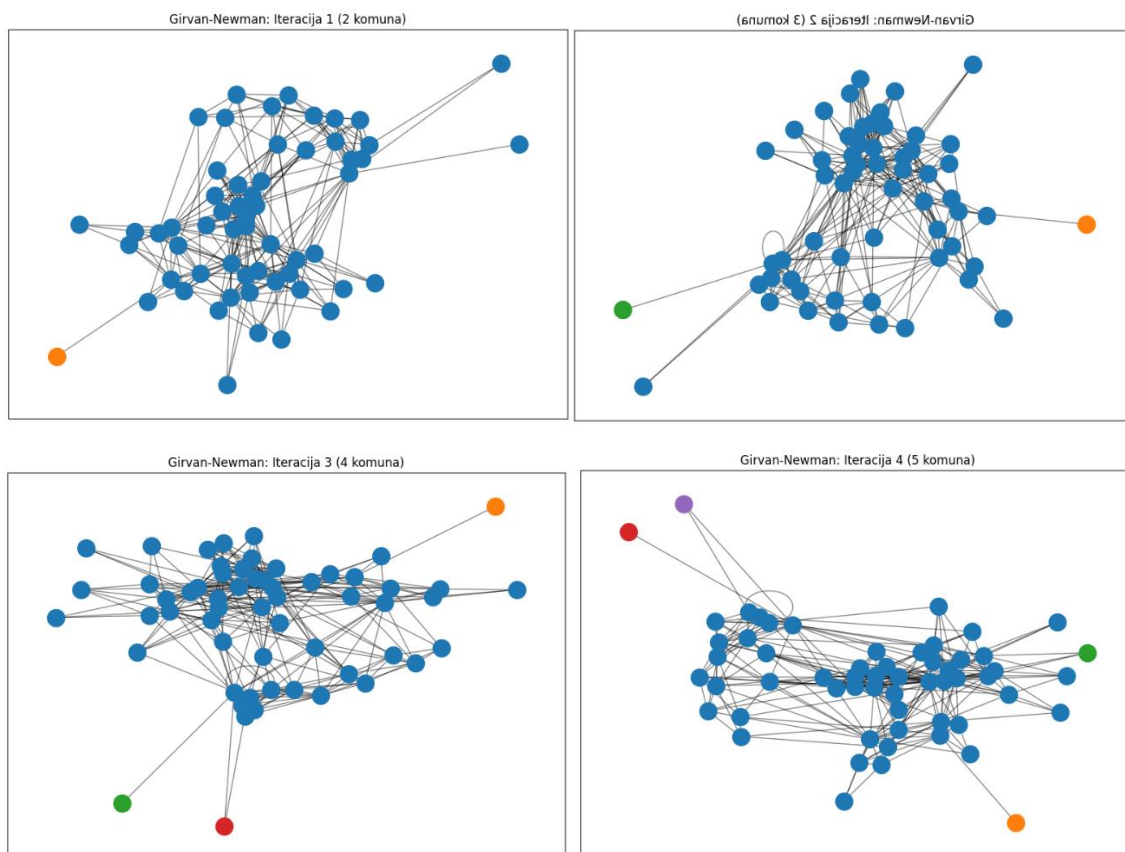 Girvan-Newman: Iteracija 1 (2 komuna)
Girvan-Newman: Iteracija 2 (3 komuna)
Girvan-Newman: Iteracija 3 (4 komuna)
Girvan-Newman: Iteracija 4 (5 komuna)